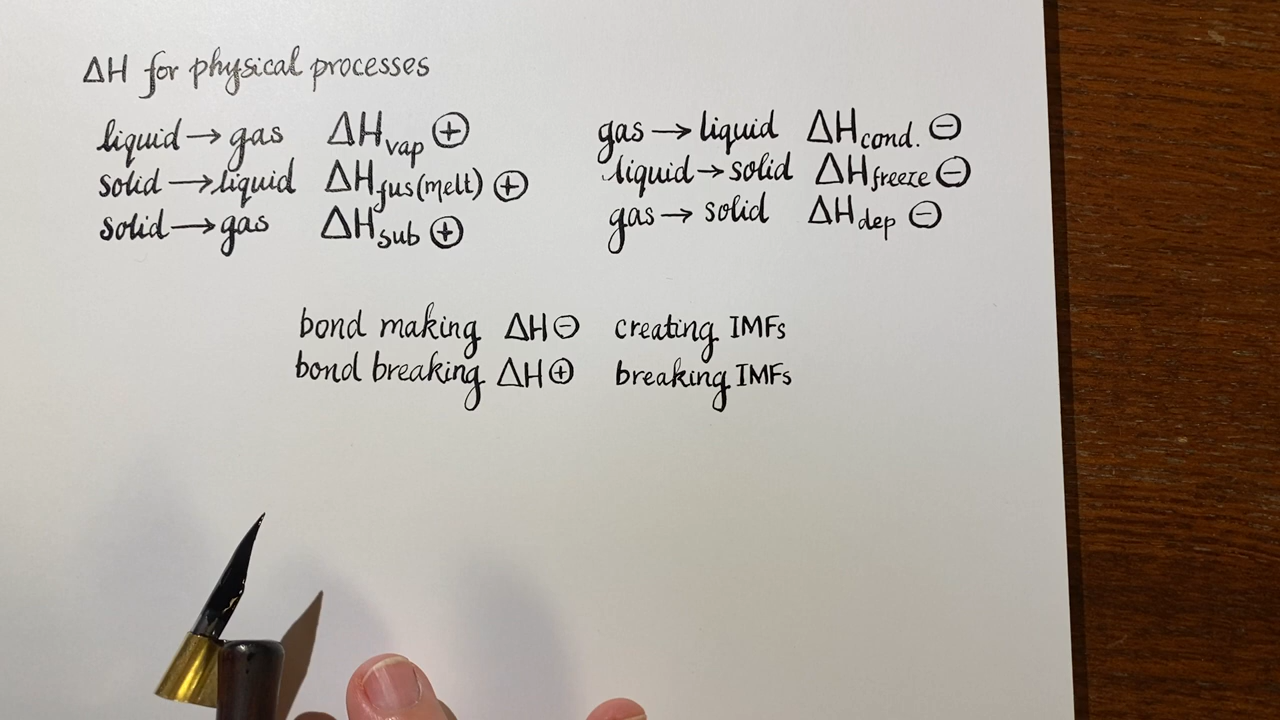 ΔH for physical processes
liquid → gas ΔHvap ⊕
solid → liquid ΔHfus(melt) ⊕
solid → gas ΔHsub ⊕
gas → liquid ΔHcond. ⊖
liquid → solid ΔHfreeze ⊖
gas → solid ΔHdep ⊖
bond making ΔH ⊖ creating IMFs
bond breaking ΔH ⊕ breaking IMFs